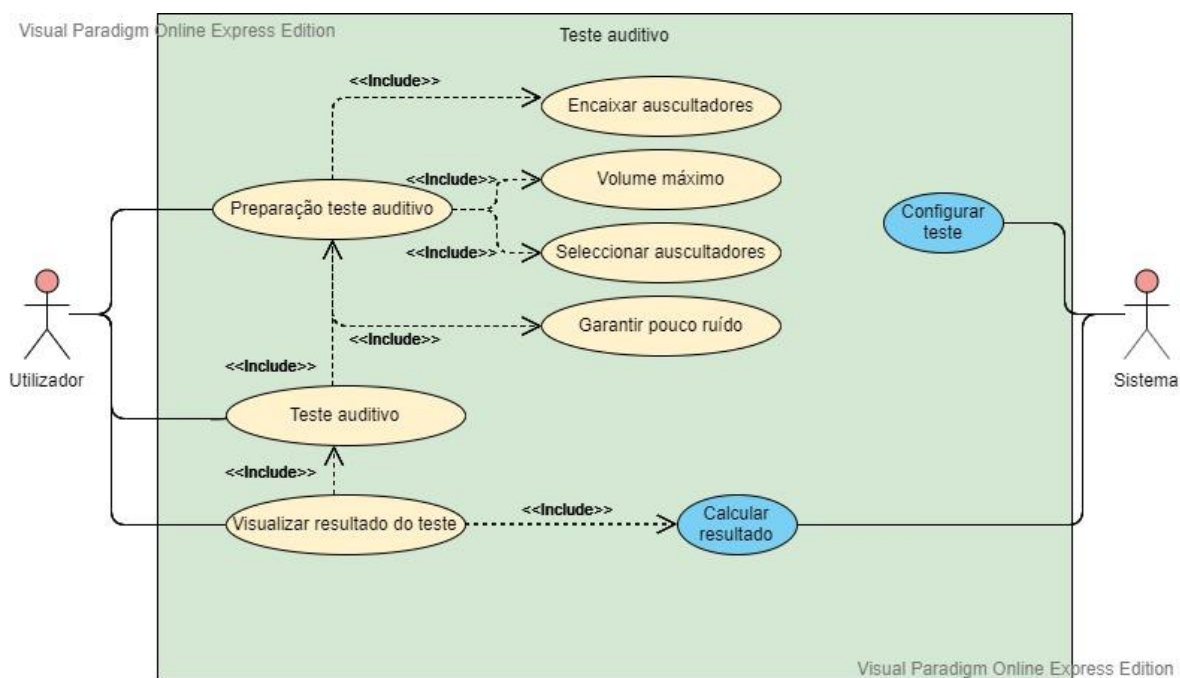 Visual Paradigm Online Express Edition
Teste auditivo
<<Include>>
Encaixar auscultadores
<<Include>>
Volume máximo
Preparação teste auditivo
Configurar
teste
<<Include>>
Seleccionar auscultadores
Garantir pouco ruído
<<Include>>
Utilizador
Sistema
<<Include>>
Teste auditivo
<<Include>>
<<Include>>
Visualizar resultado do teste
Calcular
resultado
Visual Paradigm Online Express Edition